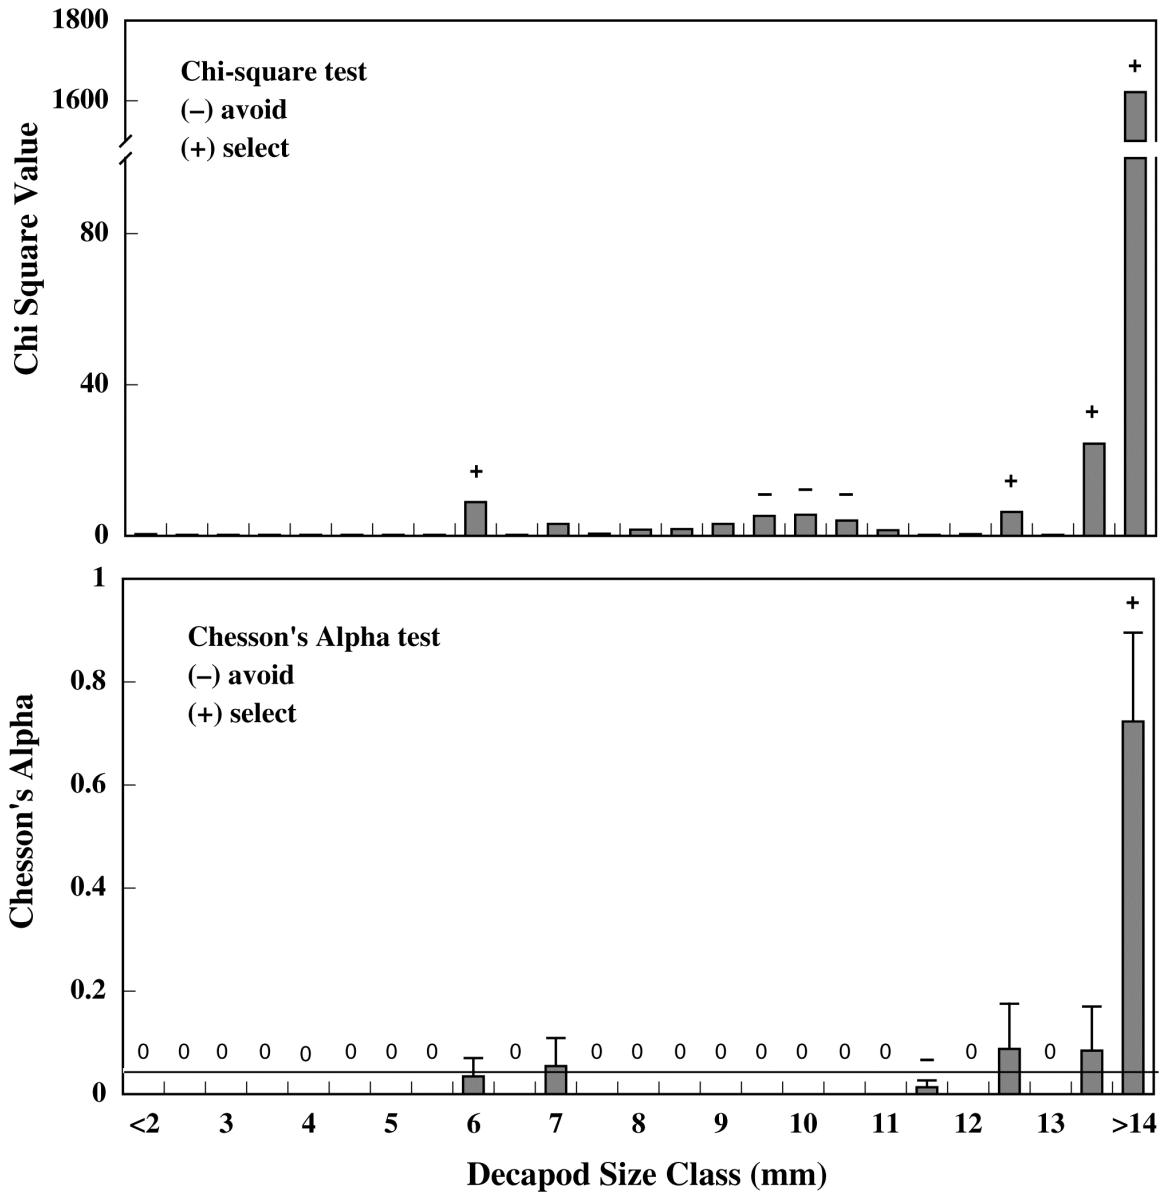 1800
Chi-square test
(–) avoid
(+) select
1600
80
40
0
Chi Square Value
+
– – –
+
+
+
1
Chesson's Alpha test
(–) avoid
(+) select
0.8
0.6
0.4
0.2
0
Chesson's Alpha
+
0 0 0 0 0 0 0 0 0 0 0 0 0 0 0 0 0 – 0 0
<2 3 4 5 6 7 8 9 10 11 12 13 >14
Decapod Size Class (mm)